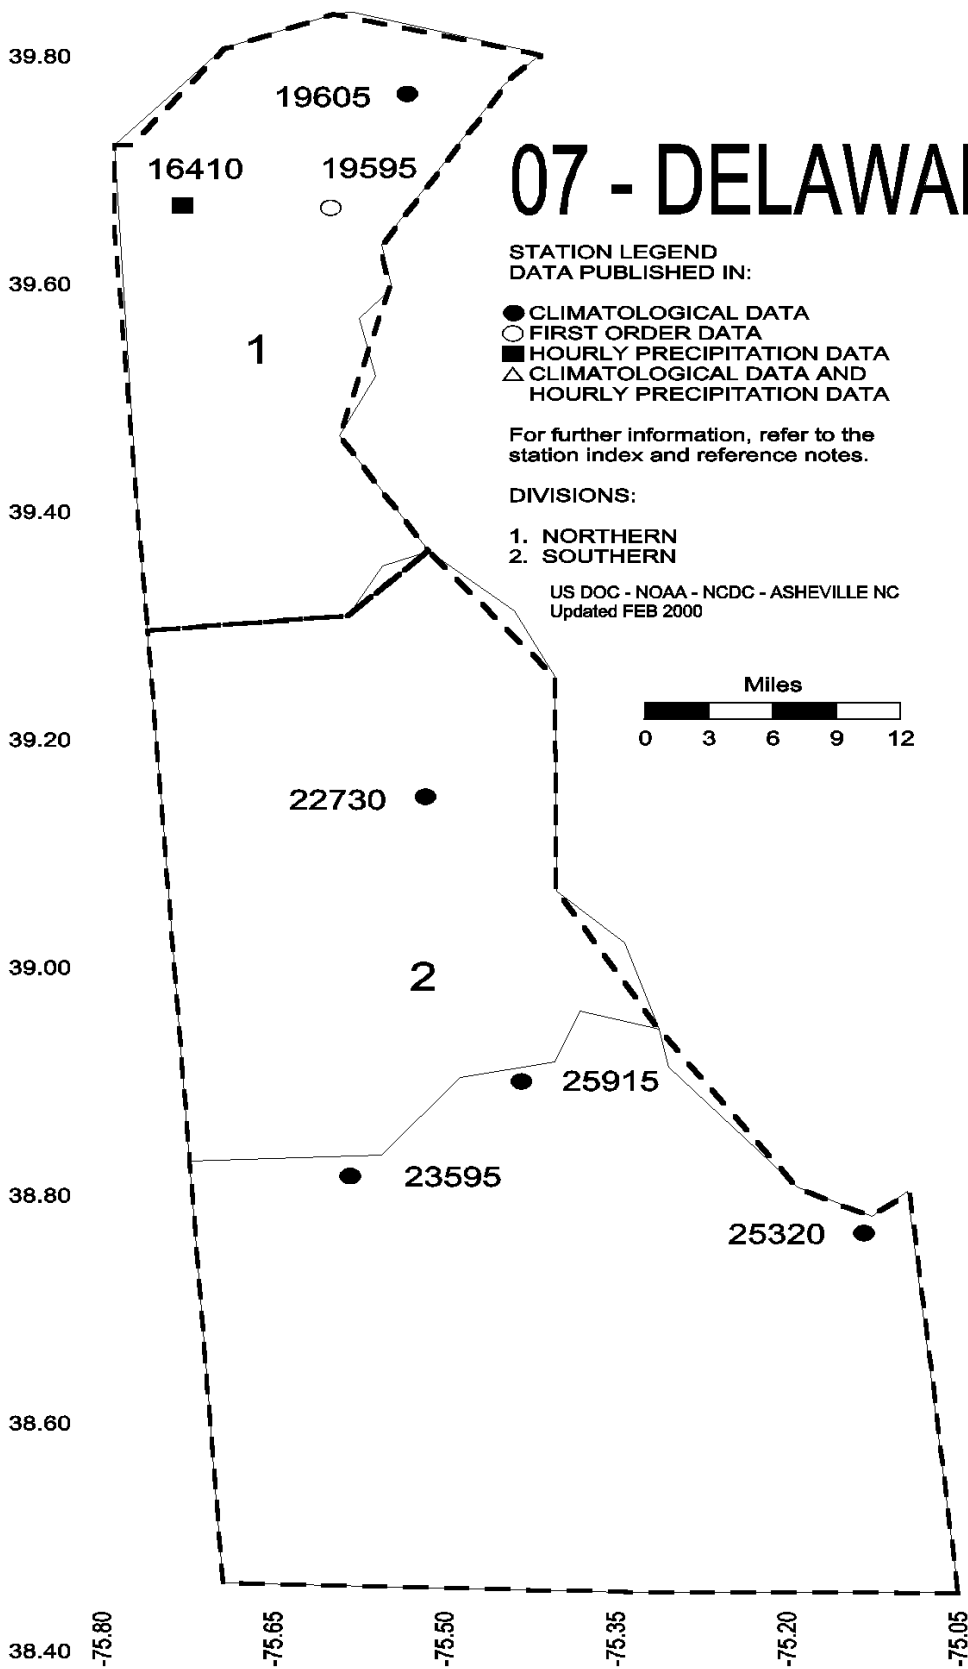 39.80
19605
16410
19595
07 - DELAWA
STATION LEGEND
DATA PUBLISHED IN:
CLIMATOLOGICAL DATA
FIRST ORDER DATA
HOURLY PRECIPITATION DATA
CLIMATOLOGICAL DATA AND
HOURLY PRECIPITATION DATA
39.60
1
For further information, refer to the
station index and reference notes.
DIVISIONS:
39.40
1. NORTHERN
2. SOUTHERN
US DOC - NOAA - NCDC - ASHEVILLE NC
Updated FEB 2000
Miles
0 3 6 9 12
39.20
22730
39.00
2
25915
23595
38.80
25320
38.60
38.40
-75.80
-75.65
-75.50
-75.35
-75.20
-75.05